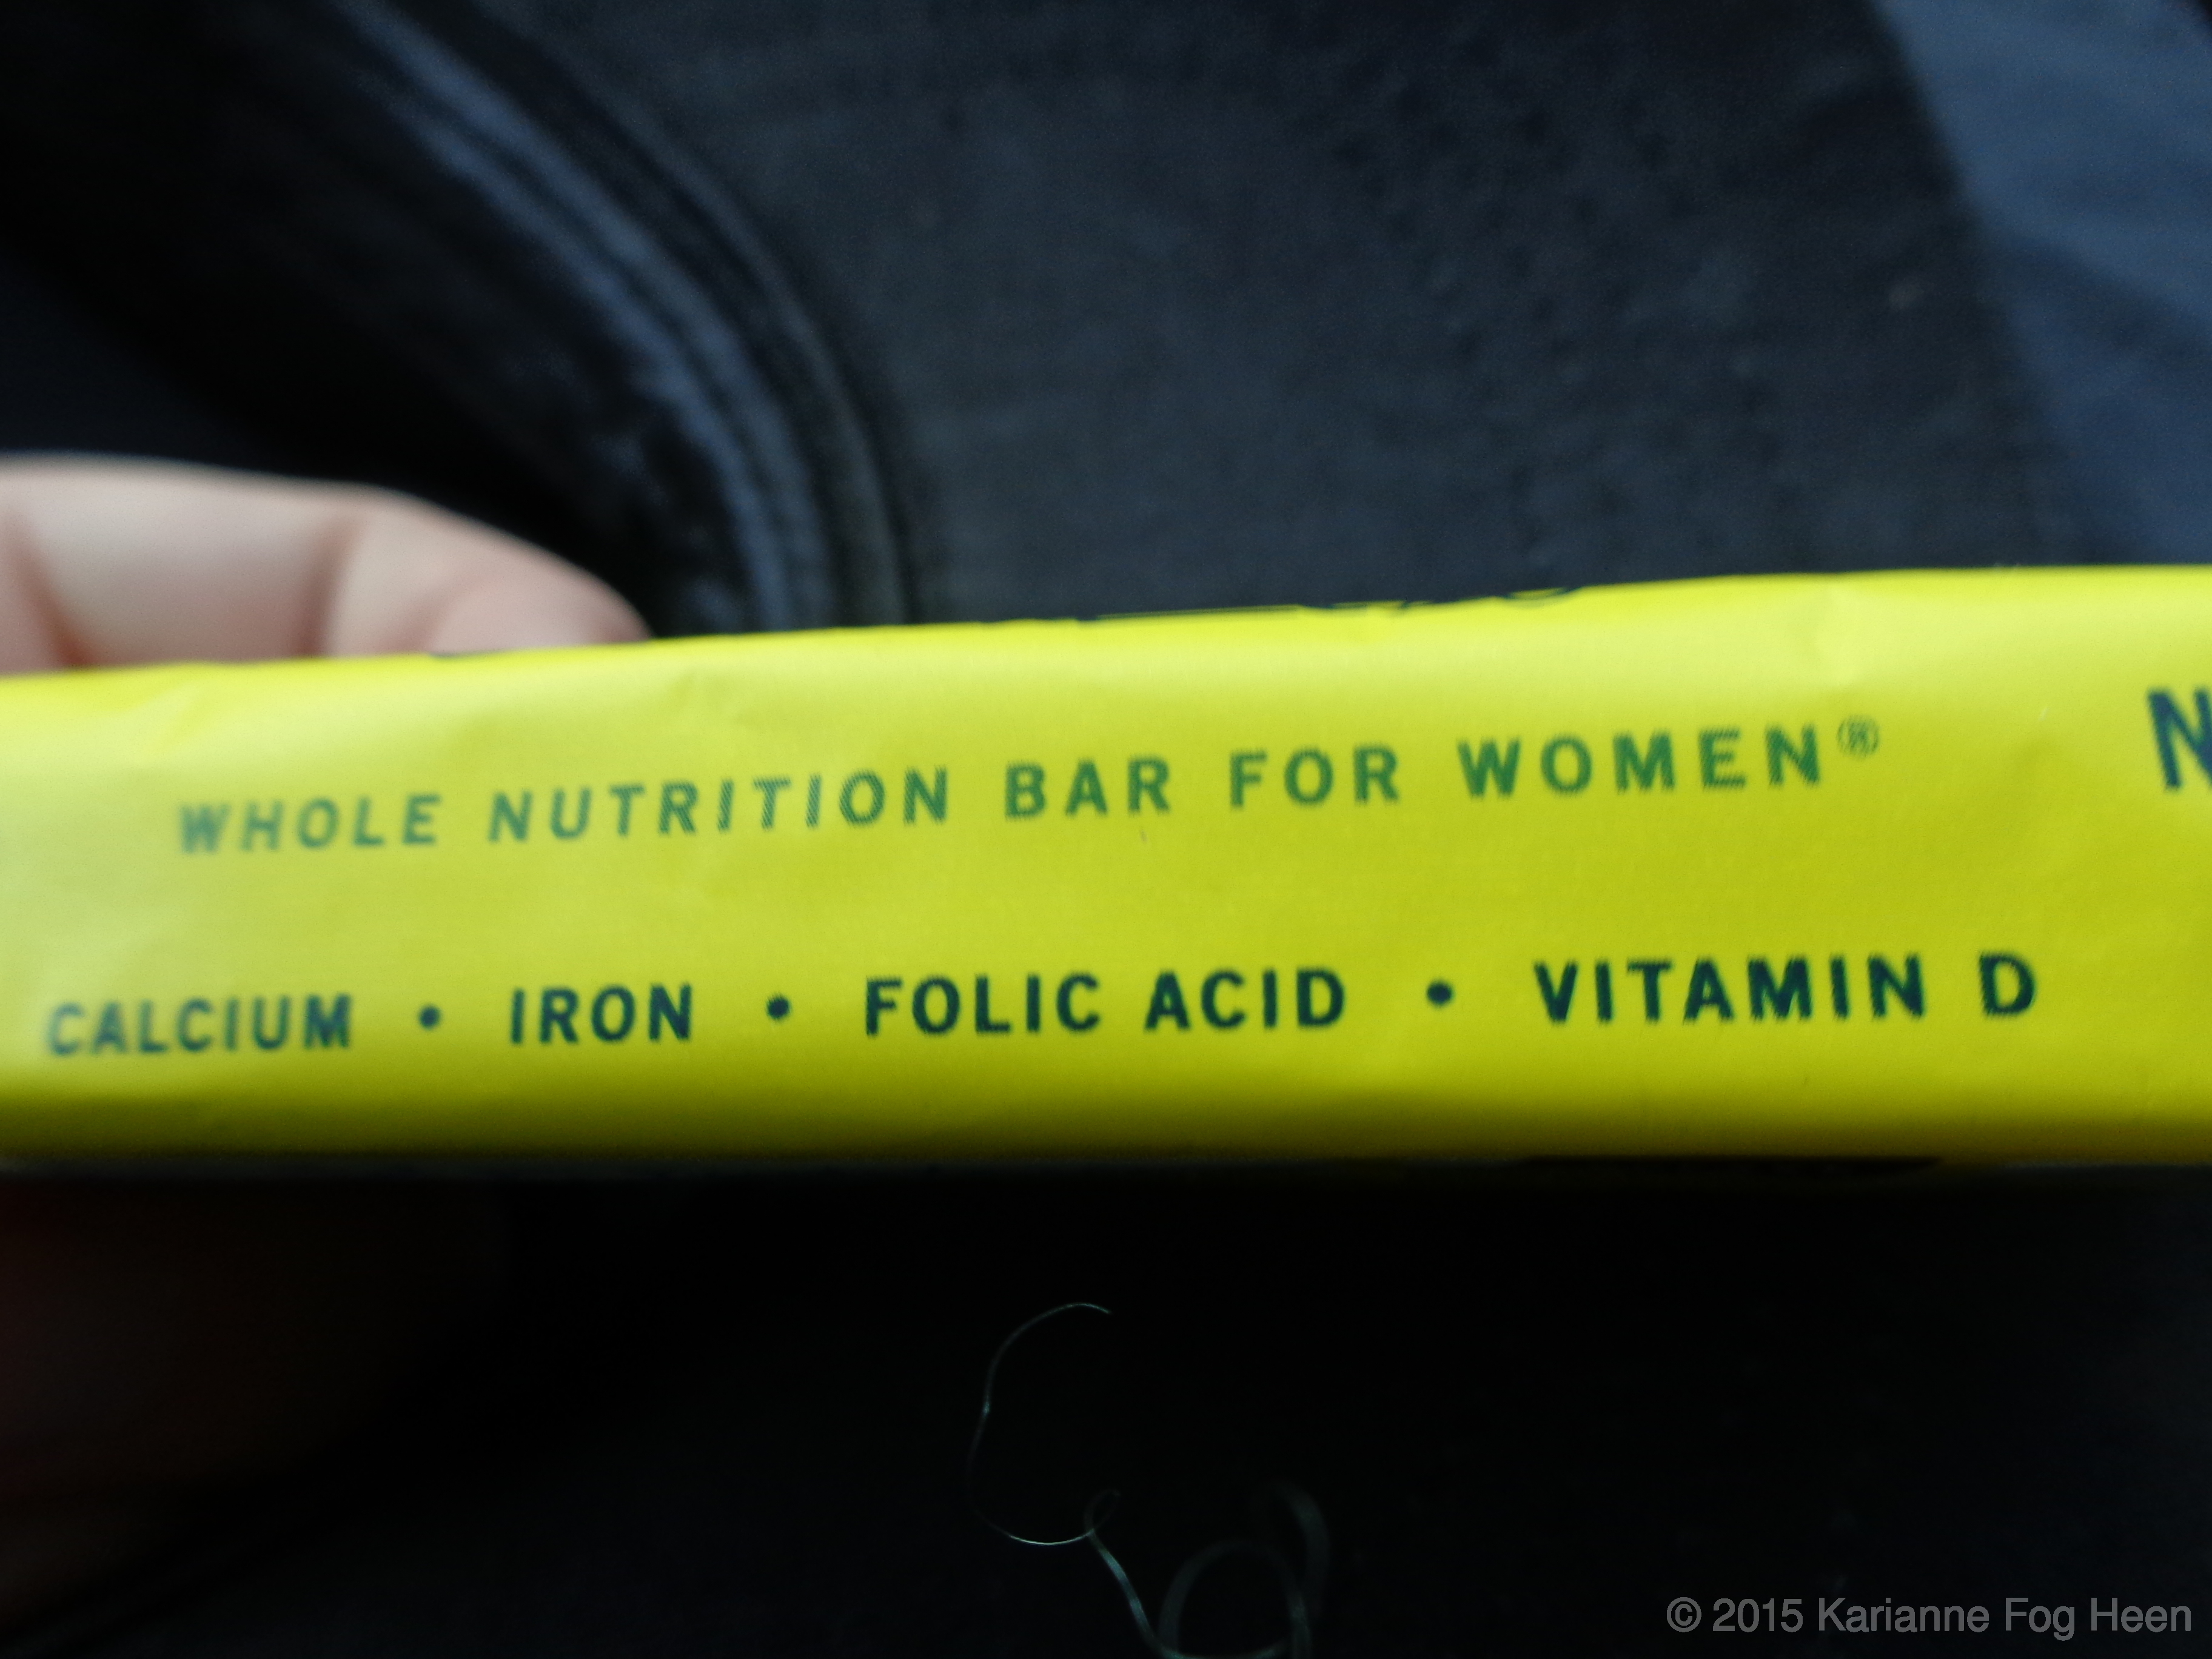 WHOLE NUTRITION BAR FOR WOMEN®
CALCIUM • IRON • FOLIC ACID • VITAMIN D
© 2015 Karianne Fog Heen